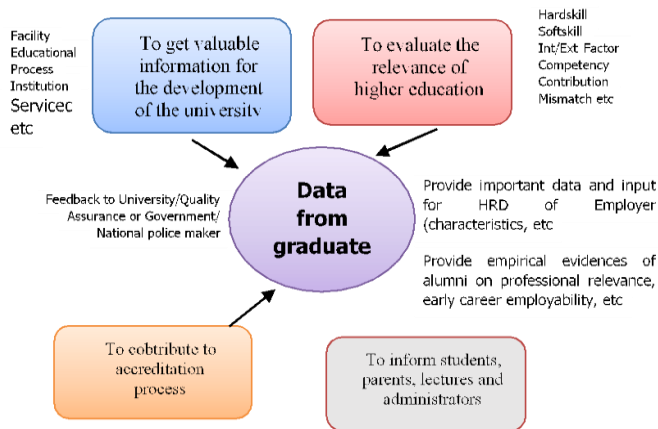 Facility
Educational
Process
Institution
Servicec
etc
To get valuable
information for
the development
of the university
To evaluate the
relevance of
higher education
Hardskill
Softskill
Int/Ext Factor
Competency
Contribution
Mismatch etc
Feedback to University/Quality
Assurance or Government/
National police maker
Data
from
graduate
Provide important data and input
for HRD of Employer
(characteristics, etc
Provide empirical evidences of
alumni on professional relevance,
early career employability, etc
To cobtribute to
accreditation
process
To inform students,
parents, lectures and
administrators